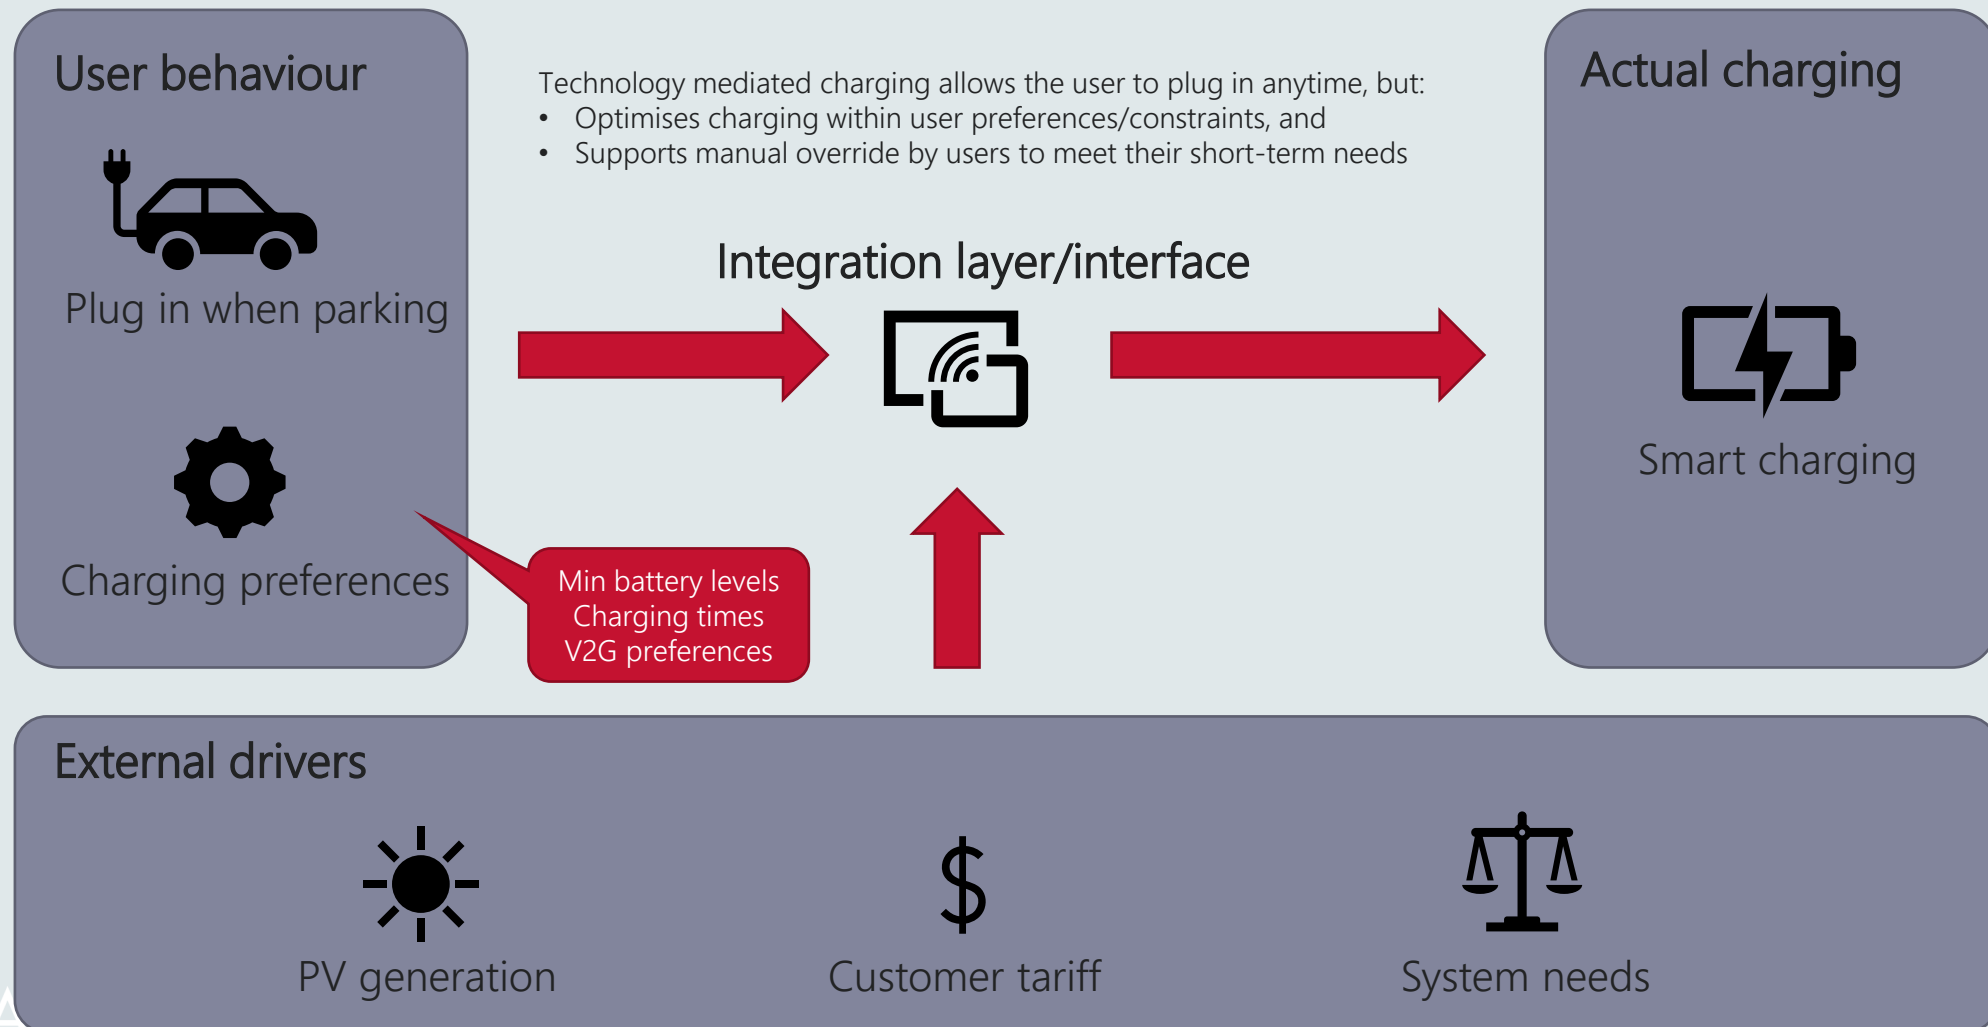 User behaviour
Plug in when parking
Charging preferences
Technology mediated charging allows the user to plug in anytime, but:
• Optimises charging within user preferences/constraints, and
• Supports manual override by users to meet their short-term needs
Integration layer/interface
Min battery levels
Charging times
V2G preferences
Actual charging
Smart charging
External drivers
$
PV generation
Customer tariff
System needs